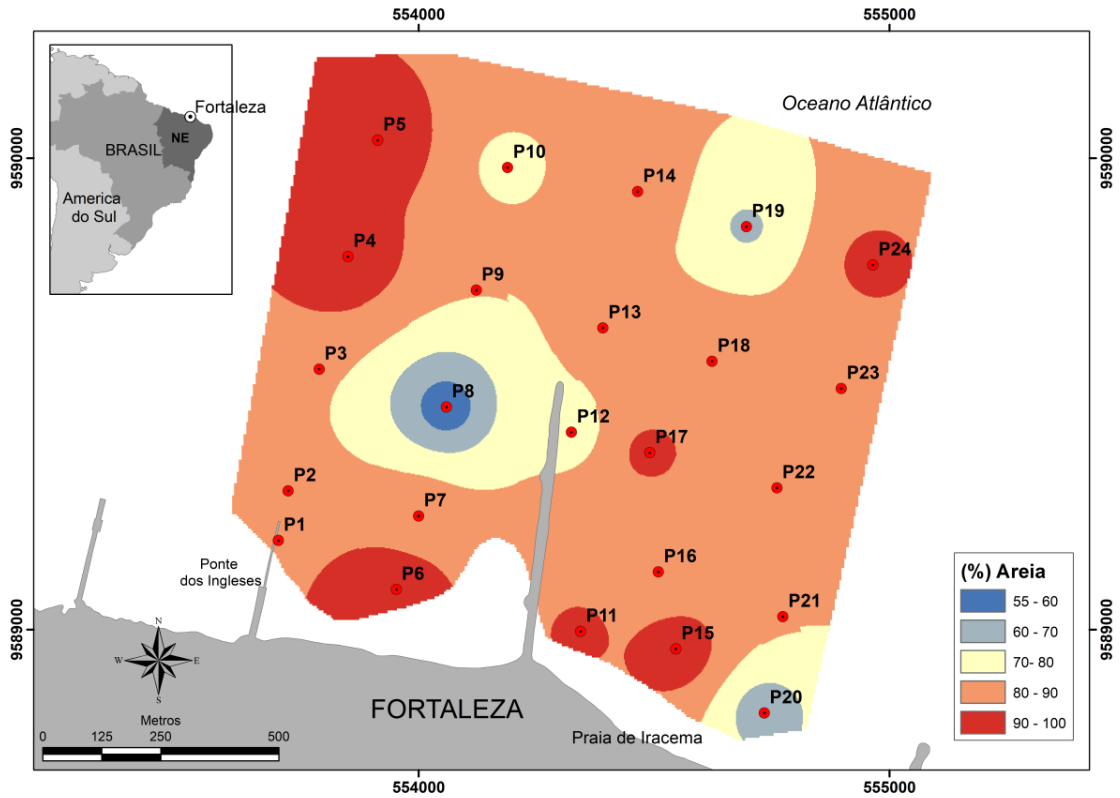 554000
555000
Fortaleza
NE
BRASIL
America
do Sul
Oceano Atlântico
9590000
9590000
P5
P10
P14
P19
P4
P24
P9
P13
P3
P18
P23
P8
P12
P17
P2
P22
P7
P1
Ponte
dos Ingleses
P16
P6
P11
P21
P15
9589000
9589000
(%) Areia
55 - 60
60 - 70
70- 80
80 - 90
90 - 100
N
W
E
S
P20
FORTALEZA
Praia de Iracema
Metros
0 125 250 500
554000
555000